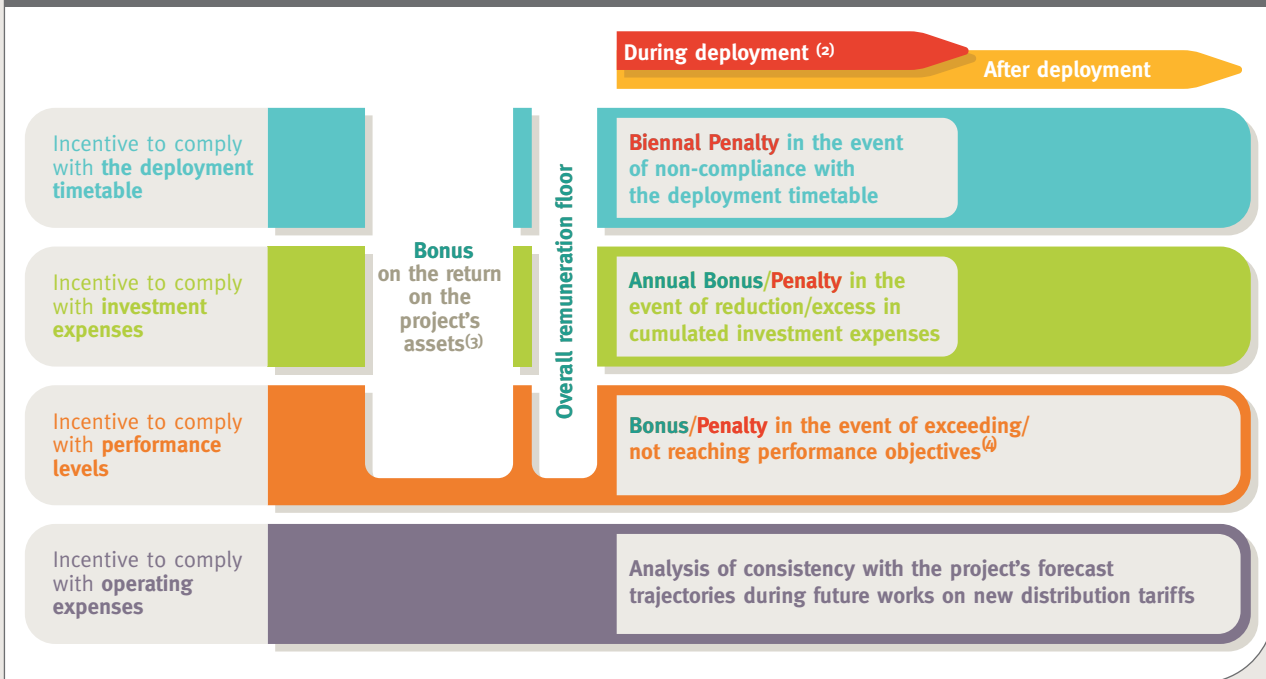 During deployment (2)
After deployment
Incentive to comply
with the deployment
timetable
Bonus
on the return
on the
project's
assets(3)
Overall remuneration floor
Biennal Penalty in the event
of non-compliance with
the deployment timetable
Incentive to comply
with investment
expenses
Annual Bonus/Penalty in the
event of reduction/excess in
cumulated investment expenses
Incentive to comply
with performance
levels
Bonus/Penalty in the event of exceeding/
not reaching performance objectives(4)
Incentive to comply
with operating
expenses
Analysis of consistency with the project's forecast
trajectories during future works on new distribution tariffs